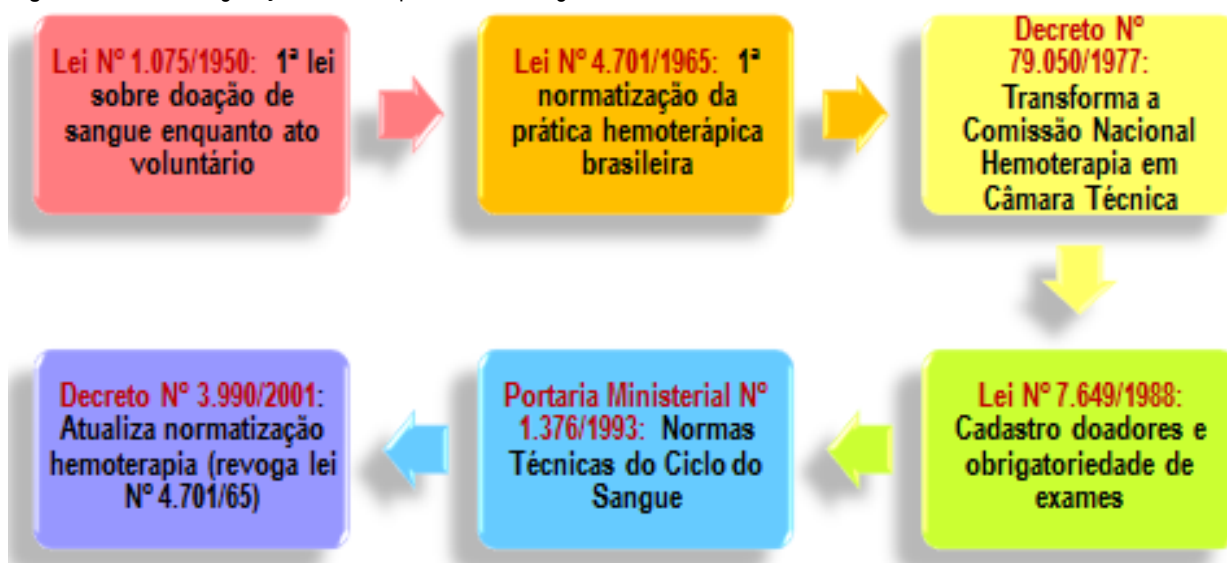 Lei Nº 1.075/1950: 1ª lei
sobre doação de
sangue enquanto ato
voluntário
Lei Nº 4.701/1965: 1ª
normatização da
prática hemoterápica
brasileira
Decreto Nº
79.050/1977:
Transforma a
Comissão Nacional
Hemoterapia em
Câmara Técnica
Lei Nº 7.649/1988:
Cadastro doadores e
obrigatoriedade de
exames
Portaria Ministerial Nº
1.376/1993: Normas
Técnicas do Ciclo do
Sangue
Decreto Nº 3.990/2001:
Atualiza normatização
hemoterapia (revoga lei
Nº 4.701/65)